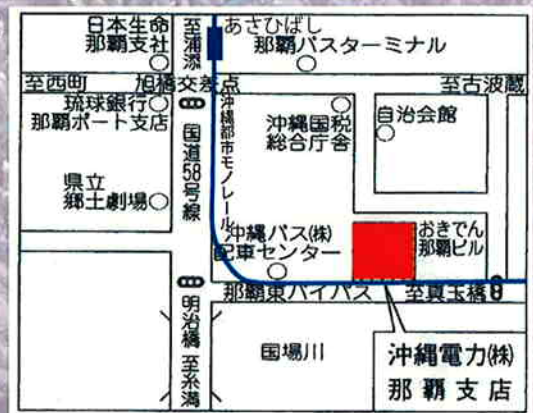 日本生命
那覇支社
至浦添
あさひばし
那覇バスターミナル
至西町
旭橋交差点
至古波蔵
琉球銀行
那覇ポート支店
国道58号線
沖縄都市モノレール
沖縄国税
総合庁舎
自治会館
県立
郷土劇場
沖縄バス(株)
配車センター
おきでん
那覇ビル
那覇東バイパス
至真玉橋
明治橋
至糸満
国場川
沖縄電力(株)
那覇支店